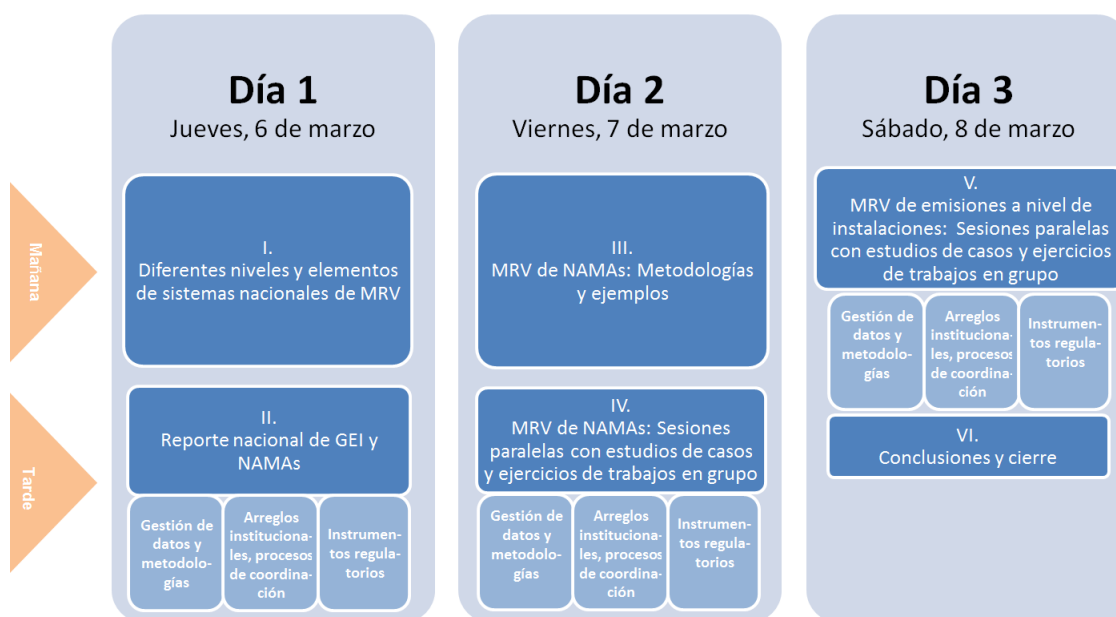 Mañana
Tarde
Día 1
Jueves, 6 de marzo
I.
Diferentes niveles y elementos
de sistemas nacionales de MRV
II.
Reporte nacional de GEI y
NAMAs
Gestión de
datos y
metodolo-
gías
Arreglos
instituciona-
les, procesos
de coordina-
ción
Instrumen-
tos regula-
torios
Día 2
Viernes, 7 de marzo
III.
MRV de NAMAs: Metodologías
y ejemplos
IV.
MRV de NAMAs: Sesiones
paralelas con estudios de casos
y ejercicios de trabajos en grupo
Gestión de
datos y
metodolo-
gías
Arreglos
instituciona-
les, procesos
de coordina-
ción
Instrumen-
tos regula-
torios
Día 3
Sábado, 8 de marzo
V.
MRV de emisiones a nivel de
instalaciones: Sesiones paralelas
con estudios de casos y ejercicios
de trabajos en grupo
Gestión de
datos y
metodolo-
gías
Arreglos
instituciona-
les, procesos
de coordina-
ción
Instrumen-
tos regula-
torios
VI.
Conclusiones y cierre